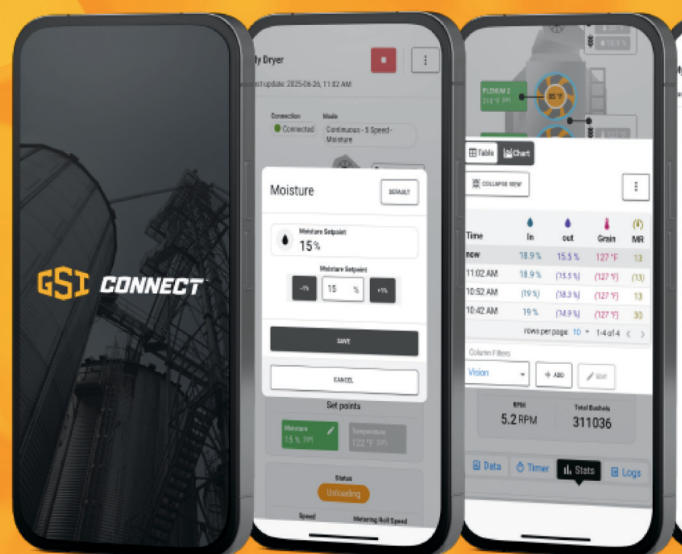 GSI CONNECT
ly Dryer
ast update: 2025-06-26, 11:02 AM
Connection
Mode
Connected
Continuous - 5 Speed -
Moisture
Moisture
DEFAULT
Moisture Setpoint
15 %
Moisture Setpoint
-1%
15 %
+1%
SAVE
CANCEL
Set points
Moisture
15 %
Temperature
122 °F
Status
Unloading
Speed
Metering Roll Speed
PLENUM 2
Table
Chart
COLLAPSE VIEW
Time In out Grain MR
now 18.9 % 15.5 % 127 °F 13
11:02 AM 18.9 % (15.5 %) (127 °F) (13)
10:52 AM (19 %) (127 °F) 13
10:42 AM 19 % (14.9 %) (127 °F) 30
rows per page: 10 1-4 of 4
Column Filters
Vision
ADD
EDIT
RPM
5.2 RPM
Total Bushels
311036
Data
Timer
Stats
Logs